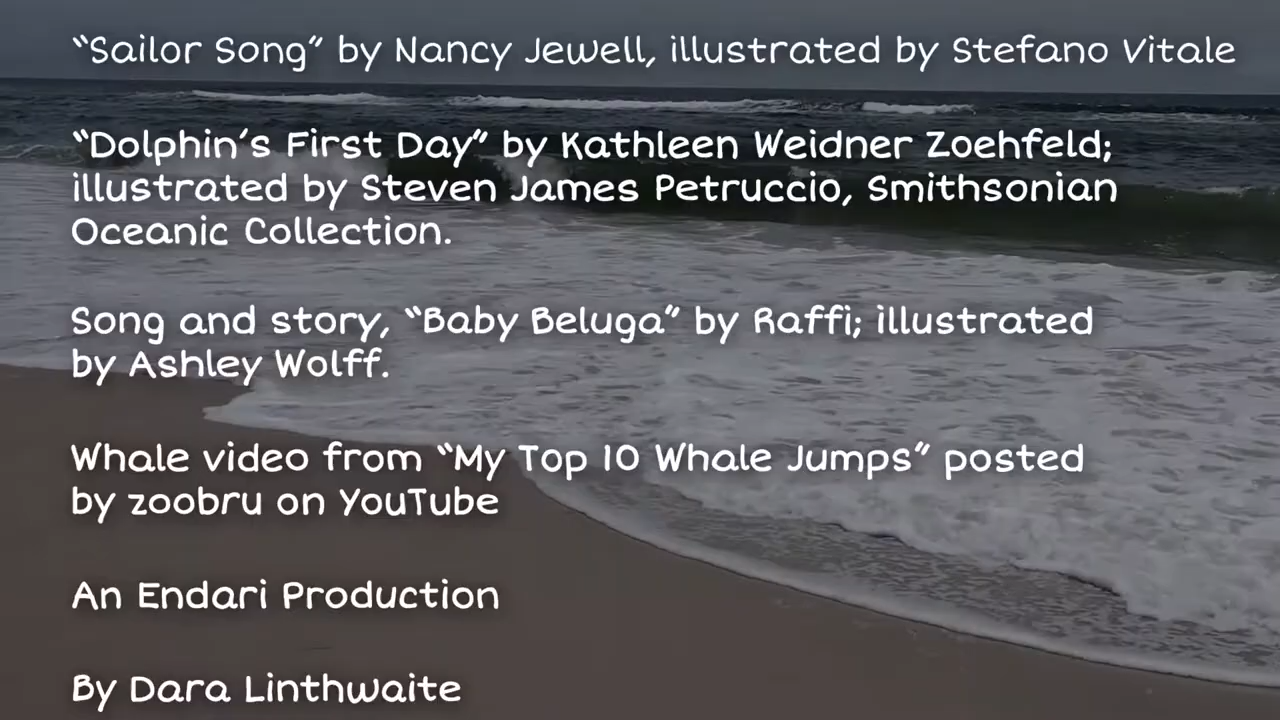 “Sailor Song” by Nancy Jewell, illustrated by Stefano Vitale
“Dolphin’s First Day” by Kathleen Weidner Zoehfeld;
illustrated by Steven James Petruccio, Smithsonian
Oceanic Collection.
Song and story, “Baby Beluga” by Raffi; illustrated
by Ashley Wolff.
Whale video from “My Top 10 Whale Jumps” posted
by zoobru on YouTube
An Endari Production
By Dara Linthwaite